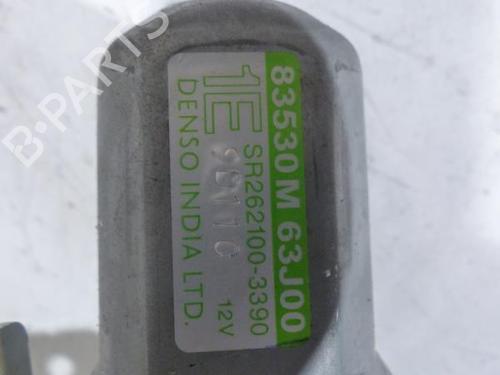 B-PARTS
83530M 63J00
1E
SR262100-3390
DENSO INDIA LTD.
12V